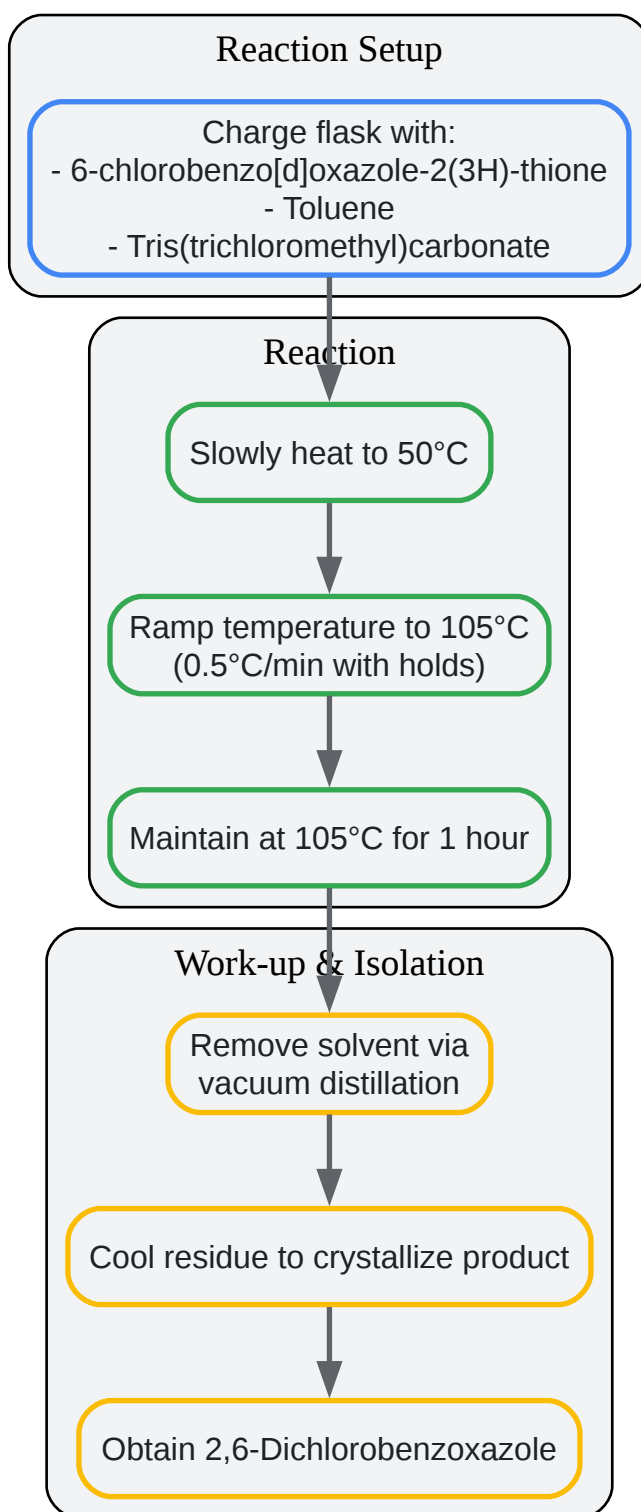 Reaction Setup
Charge flask with:
- 6-chlorobenzo[d]oxazole-2(3H)-thione
- Toluene
- Tris(trichloromethyl)carbonate
Reaction
Slowly heat to 50°C
Ramp temperature to 105°C
(0.5°C/min with holds)
Maintain at 105°C for 1 hour
Work-up & Isolation
Remove solvent via
vacuum distillation
Cool residue to crystallize product
Obtain 2,6-Dichlorobenzoxazole